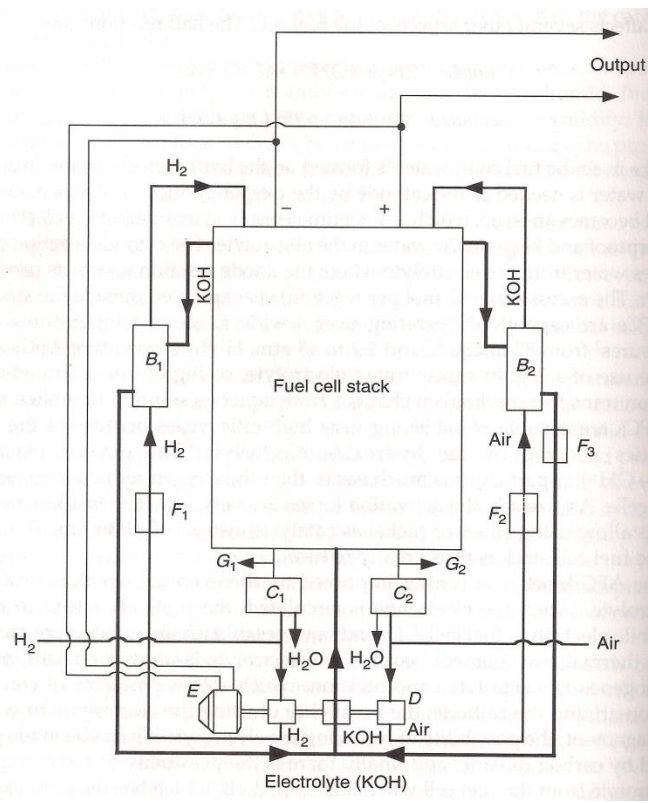 Output
H₂
−
+
KOH
KOH
B₁
B₂
Fuel cell stack
H₂
Air
F₃
F₁
F₂
G₁
G₂
C₁
C₂
H₂
Air
H₂O
H₂O
E
D
Air
H₂
KOH
Electrolyte (KOH)